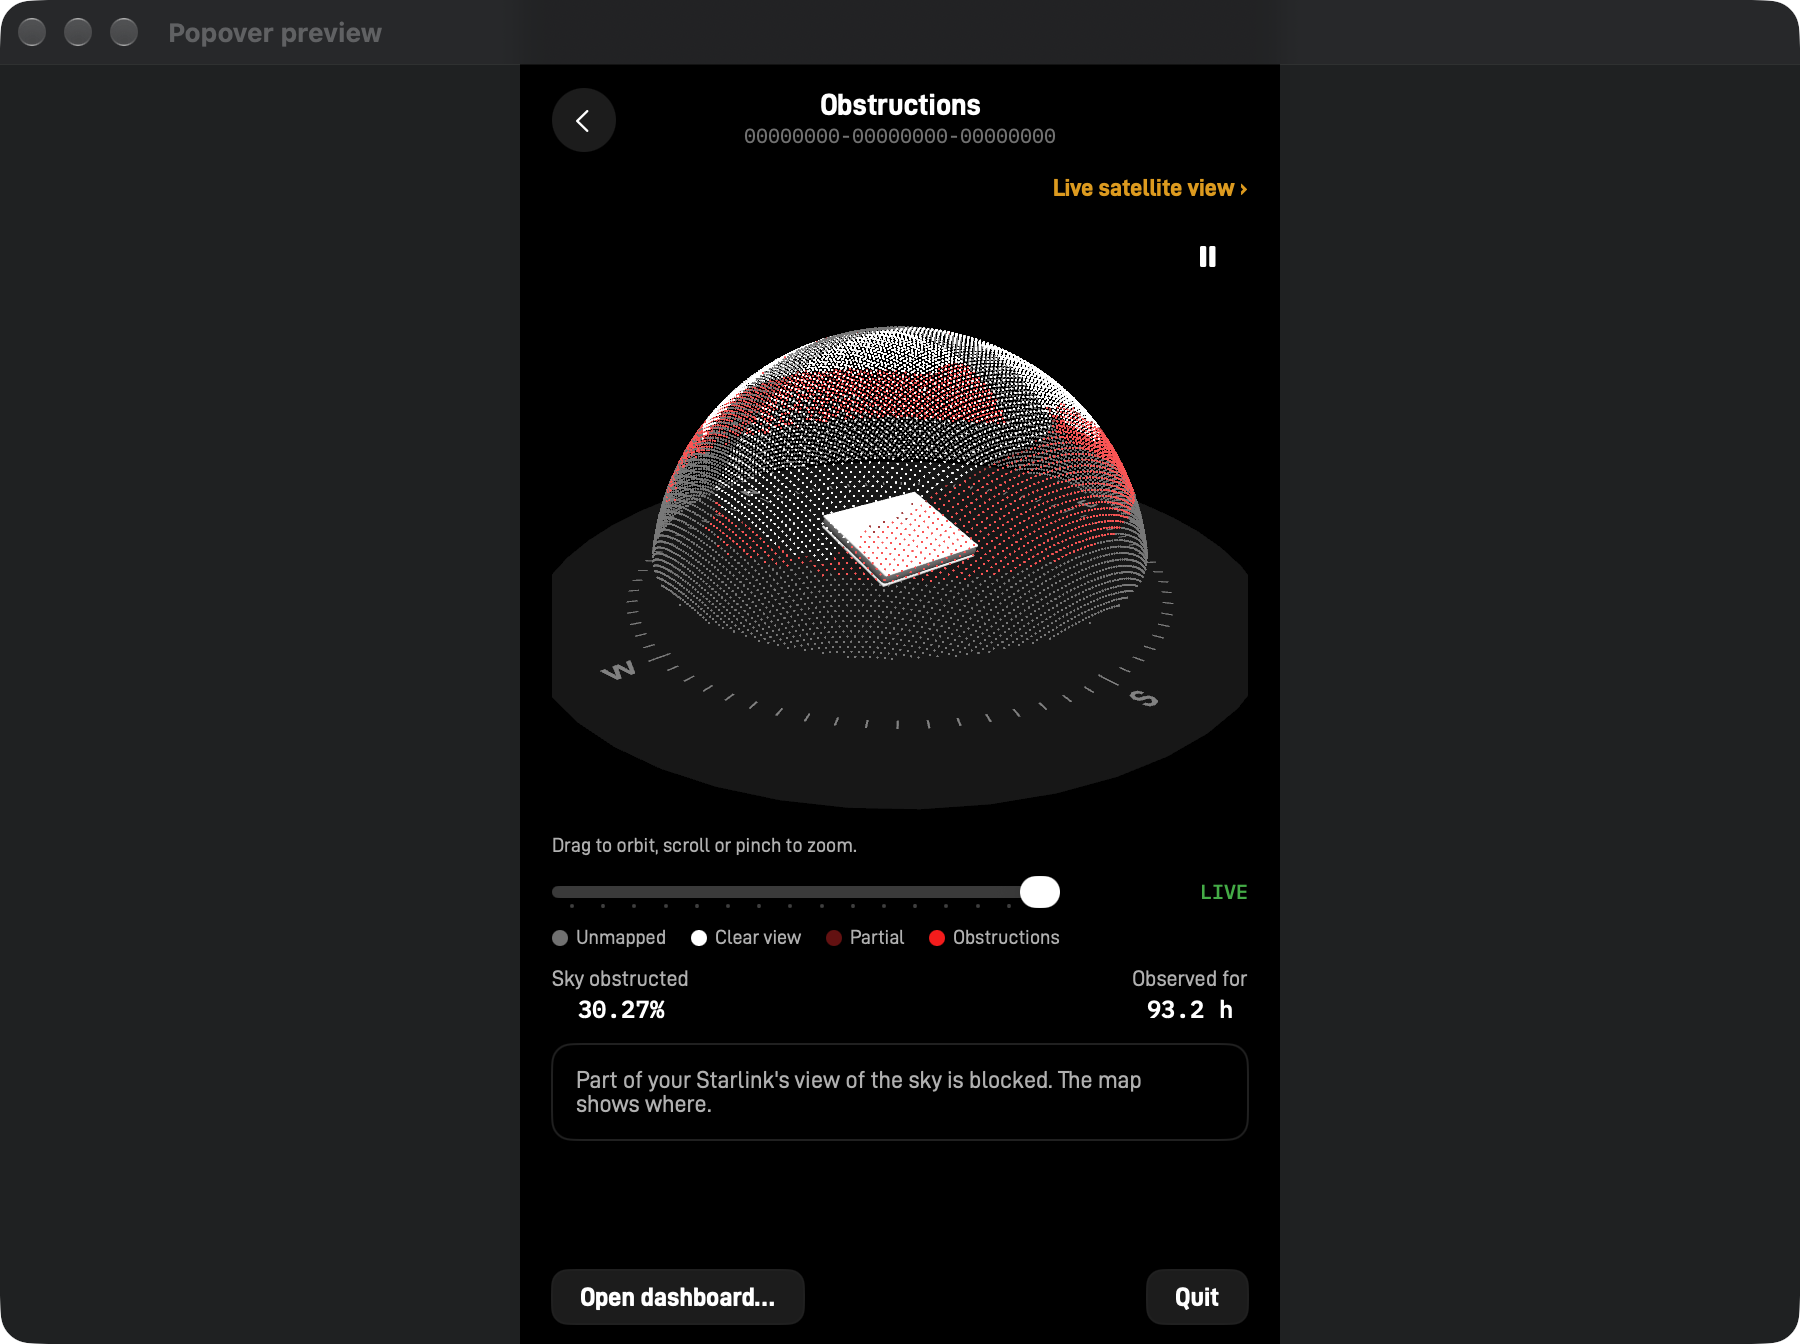 Popover preview
Obstructions
00000000-00000000-00000000
Live satellite view ›
W
S
Drag to orbit, scroll or pinch to zoom.
LIVE
Unmapped Clear view Partial Obstructions
Sky obstructed Observed for
30.27% 93.2 h
Part of your Starlink's view of the sky is blocked. The map
shows where.
Open dashboard... Quit